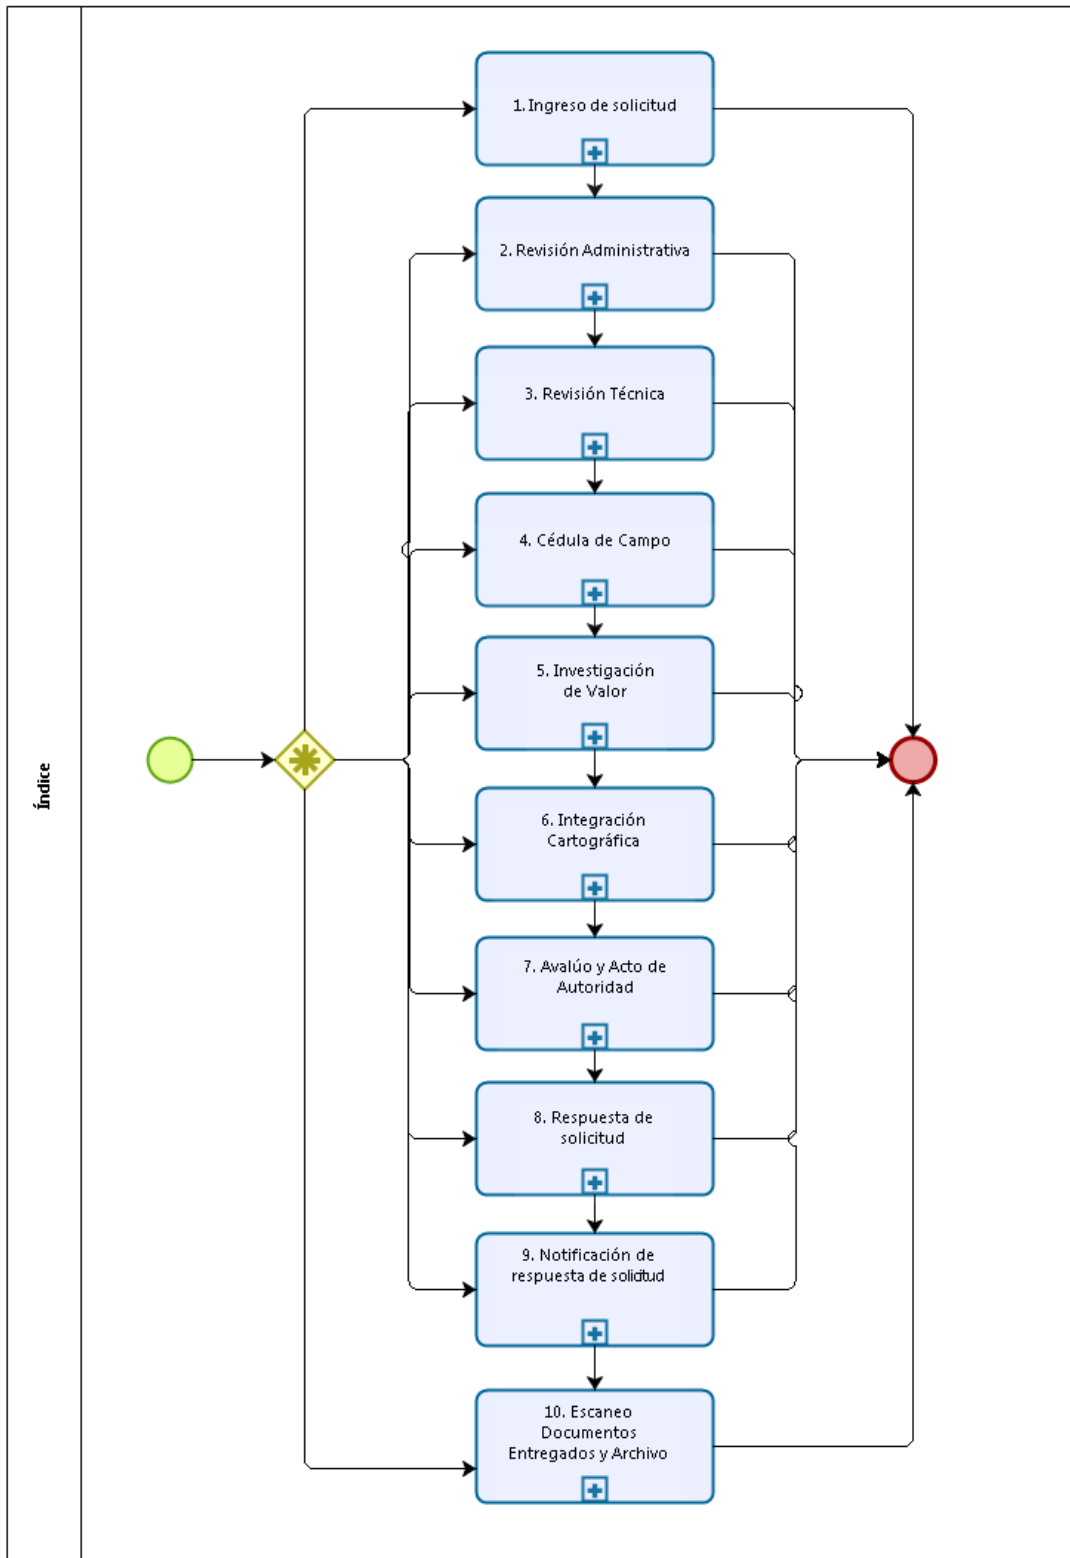 Índice
1. Ingreso de solicitud
2. Revisión Administrativa
3. Revisión Técnica
4. Cédula de Campo
5. Investigación
de Valor
6. Integración
Cartográfica
7. Avalúo y Acto de
Autoridad
8. Respuesta de
solicitud
9. Notificación de
respuesta de solicitud
10. Escaneo
Documentos
Entregados y Archivo